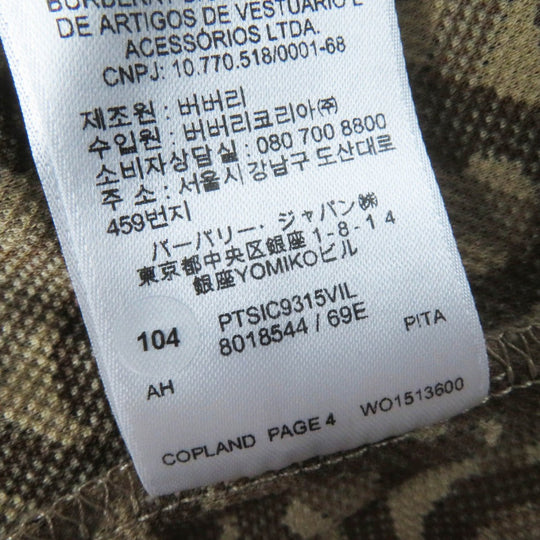 DE ARTIGOS DE VESTUARIO E
ACESSÓRIOS LTDA.
CNPJ: 10.770.518/0001-68
제조원 : 버버리
수입원 : 버버리코리아㈜
소비자상담실 : 080 700 8800
주 소 : 서울시 강남구 도산대로
459번지
バーバリー・ジャパン㈱
東京都中央区銀座 1-8-14
銀座YOMIKOビル
104
PTSIC9315VIL
8018544 / 69E
PITA
AH
COPLAND PAGE 4 WO1513600